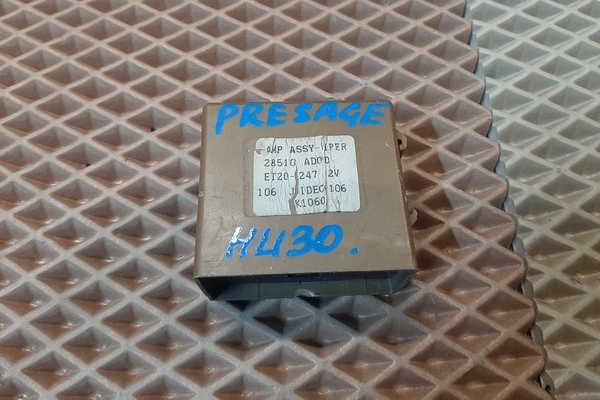 PRESAGE
AMP ASSY-
28510 AD000
ET20-247 2V
106 JIDECO 106
K1060
HU30.